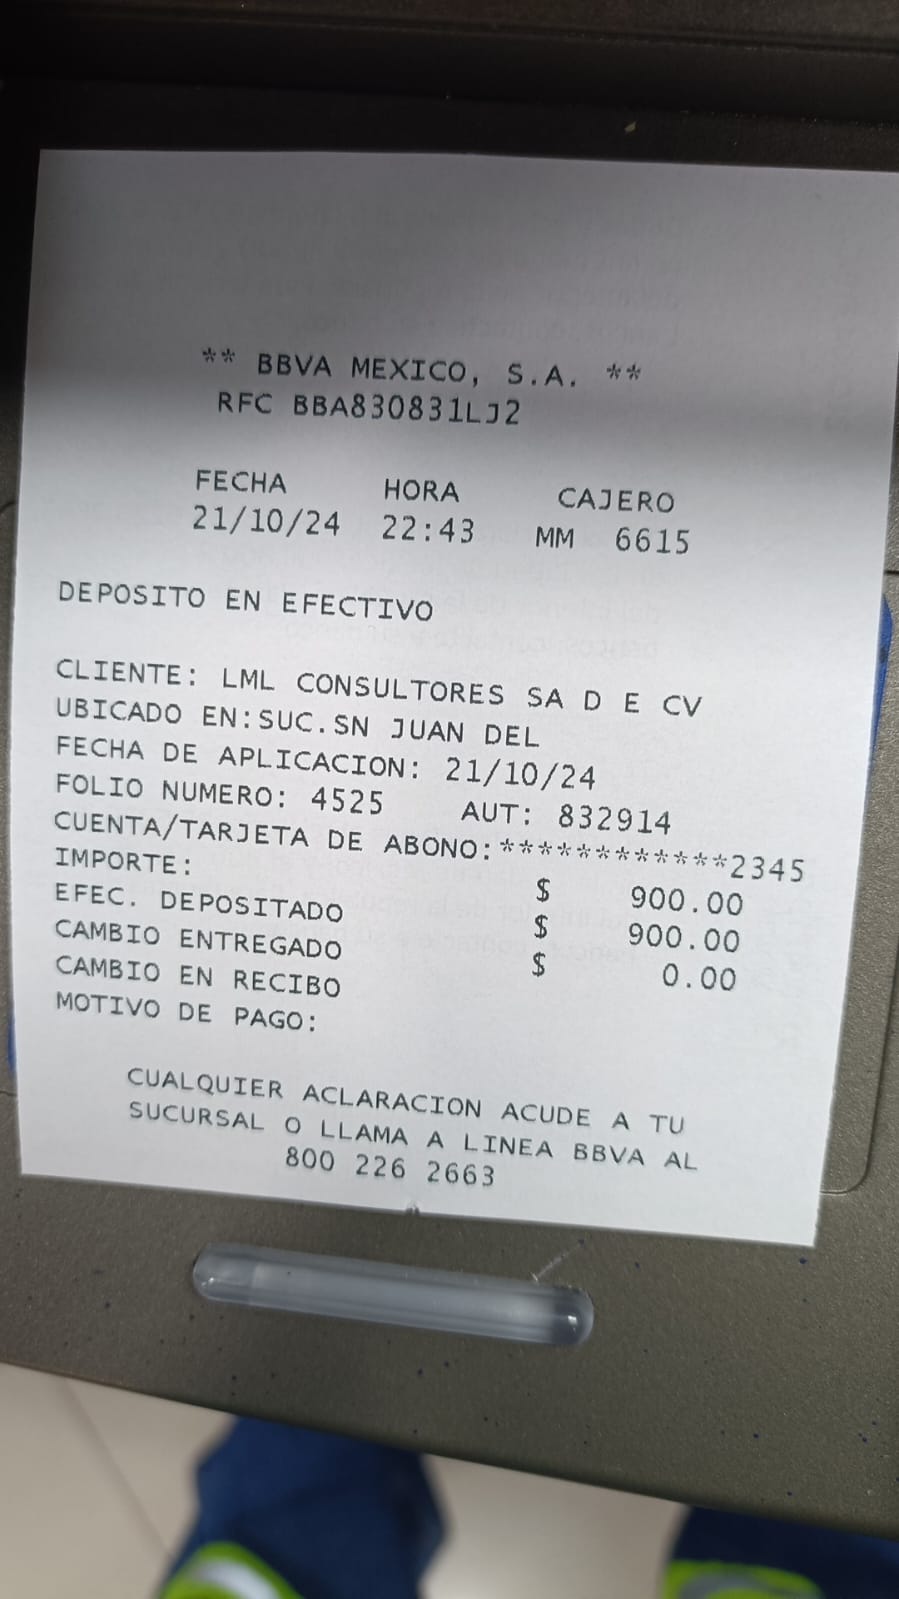 ** BBVA MEXICO, S.A. **
RFC BBA830831LJ2
FECHA HORA CAJERO
21/10/24 22:43 MM 6615
DEPOSITO EN EFECTIVO
CLIENTE: LML CONSULTORES SA D E CV
UBICADO EN:SUC.SN JUAN DEL
FECHA DE APLICACION: 21/10/24
FOLIO NUMERO: 4525 AUT: 832914
CUENTA/TARJETA DE ABONO:************2345
IMPORTE: $ 900.00
EFEC. DEPOSITADO $ 900.00
CAMBIO ENTREGADO $ 0.00
CAMBIO EN RECIBO
MOTIVO DE PAGO:
CUALQUIER ACLARACION ACUDE A TU
SUCURSAL O LLAMA A LINEA BBVA AL
800 226 2663